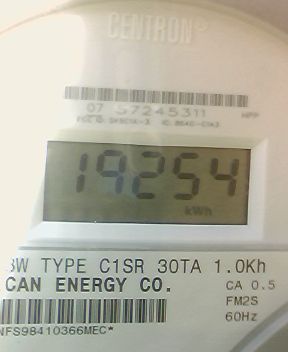 CENTRON®
07 57245311 HPP
19254
kWh
3W TYPE C1SR 30TA 1.0Kh
CAN ENERGY CO. CA 0.5
FM2S
NFS98410366MEC* 60Hz